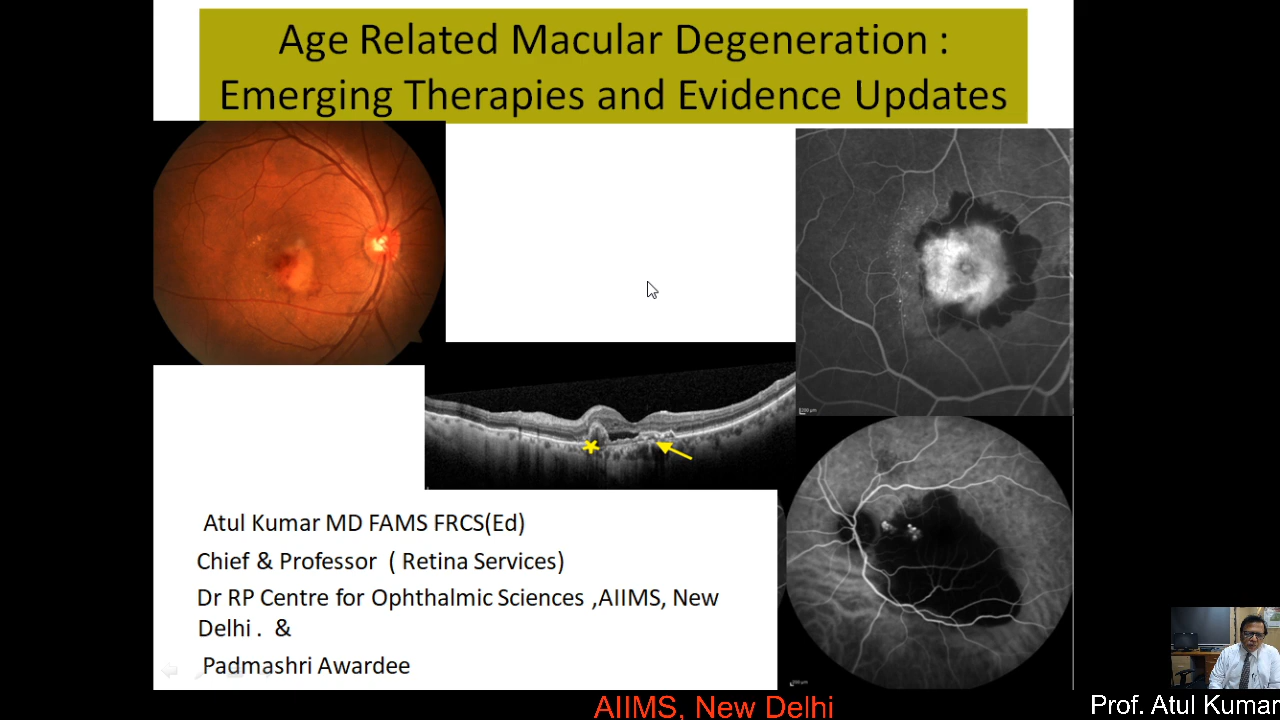 Age Related Macular Degeneration :
Emerging Therapies and Evidence Updates
Atul Kumar MD FAMS FRCS(Ed)
Chief & Professor ( Retina Services)
Dr RP Centre for Ophthalmic Sciences ,AIIMS, New
Delhi . &
Padmashri Awardee
AIIMS, New Delhi
Prof. Atul Kumar